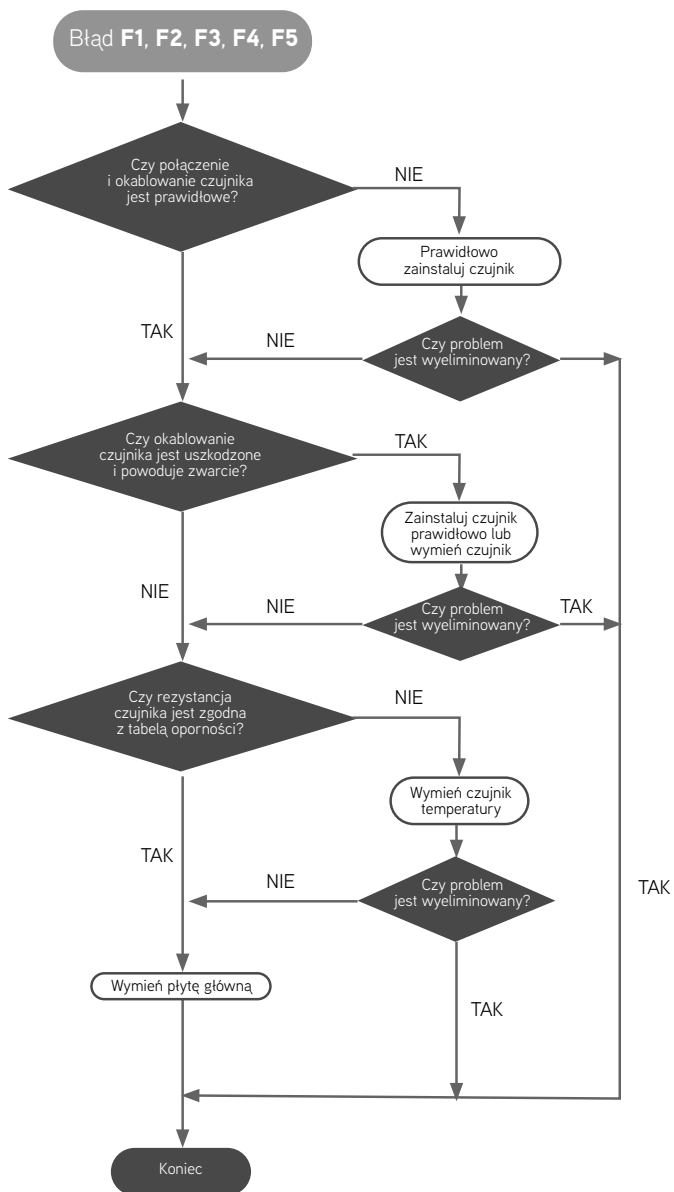 Błąd F1, F2, F3, F4, F5
Czy połączenie
i okablowanie czujnika
jest prawidłowe?
NIE
Prawidłowo
zainstaluj czujnik
TAK
NIE
Czy problem
jest wyeliminowany?
Czy okablowanie
czujnika jest uszkodzone
i powoduje zwarcie?
TAK
Zainstaluj czujnik
prawidłowo lub
wymień czujnik
NIE
NIE
Czy problem
jest wyeliminowany?
TAK
Czy rezystancja
czujnika jest zgodna
z tabelą oporności?
NIE
Wymień czujnik
temperatury
TAK
NIE
Czy problem
jest wyeliminowany?
TAK
Wymień płytę główną
TAK
Koniec